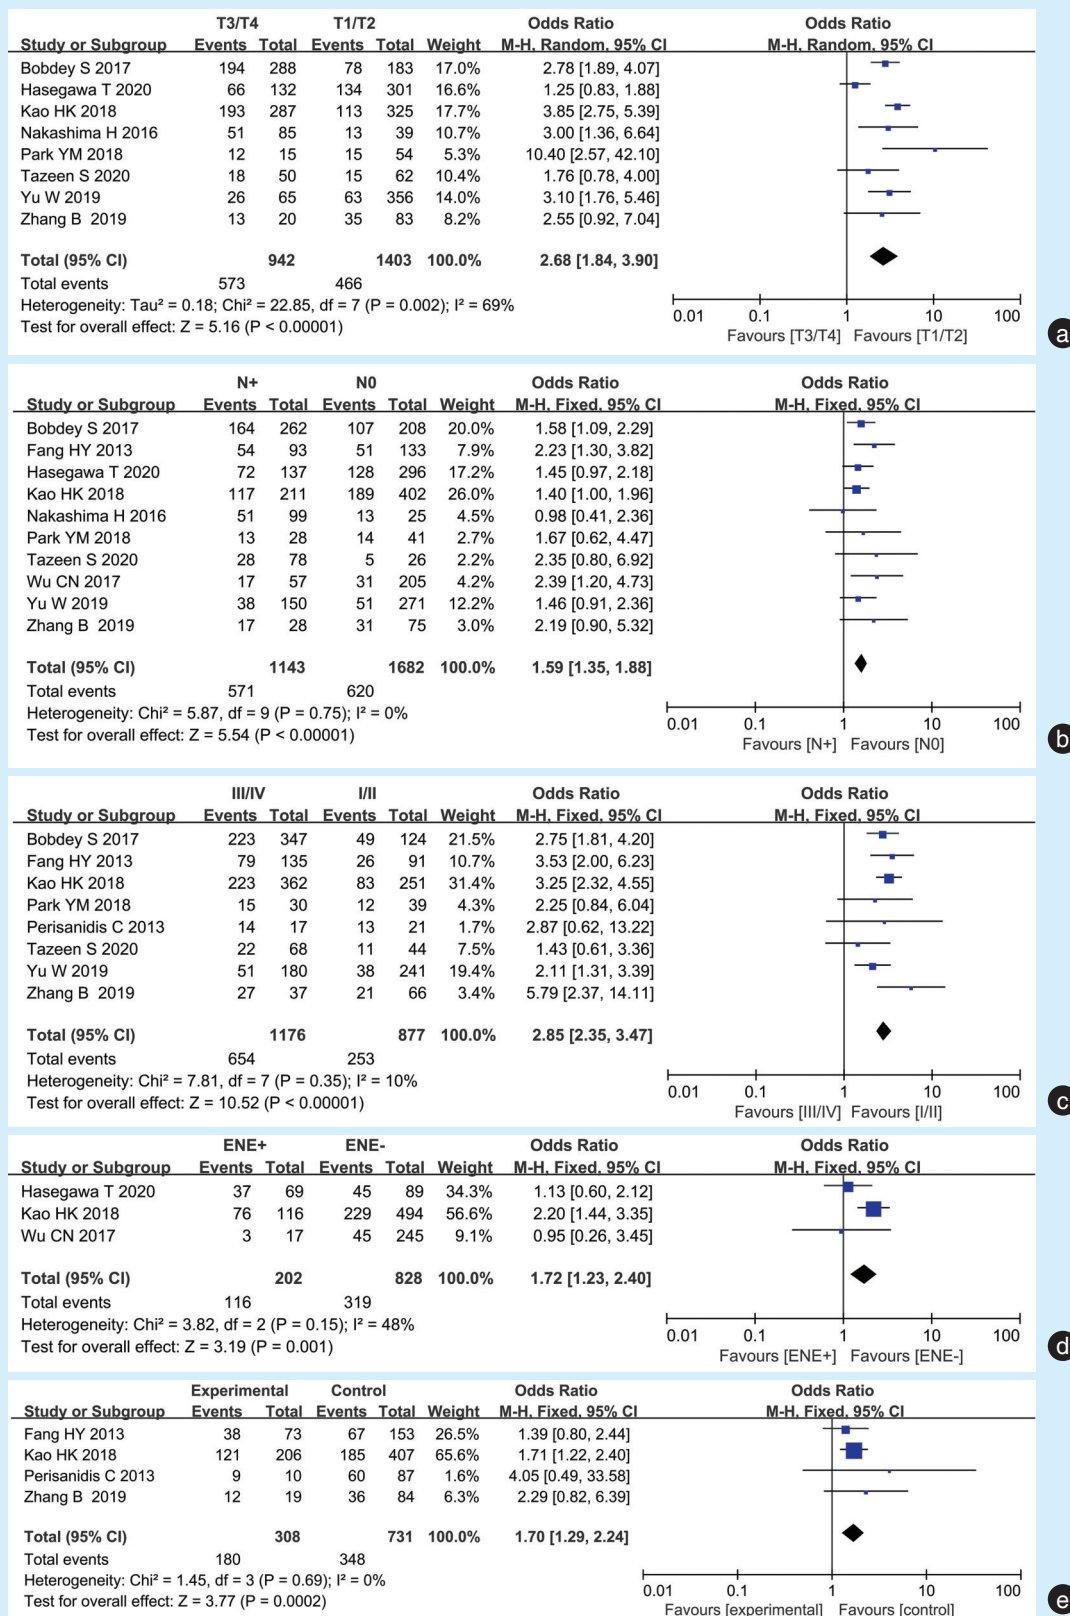 T3/T4 T1/T2 Odds Ratio Odds Ratio
Study or Subgroup Events Total Events Total Weight M-H, Random, 95% CI M-H, Random, 95% CI
Bobdey S 2017 194 288 78 183 17.0% 2.78 [1.89, 4.07]
Hasegawa T 2020 66 132 134 301 16.6% 1.25 [0.83, 1.88]
Kao HK 2018 193 287 113 325 17.7% 3.85 [2.75, 5.39]
Nakashima H 2016 51 85 13 39 10.7% 3.00 [1.36, 6.64]
Park YM 2018 12 15 15 54 5.3% 10.40 [2.57, 42.10]
Tazeen S 2020 18 50 15 62 10.4% 1.76 [0.78, 4.00]
Yu W 2019 26 65 63 356 14.0% 3.10 [1.76, 5.46]
Zhang B 2019 13 20 35 83 8.2% 2.55 [0.92, 7.04]
Total (95% CI) 942 1403 100.0% 2.68 [1.84, 3.90]
Total events 573 466
Heterogeneity: Tau² = 0.18; Chi² = 22.85, df = 7 (P = 0.002); I² = 69%
Test for overall effect: Z = 5.16 (P < 0.00001)
0.01 0.1 1 10 100
Favours [T3/T4] Favours [T1/T2]
a
N+ N0 Odds Ratio Odds Ratio
Study or Subgroup Events Total Events Total Weight M-H, Fixed, 95% CI M-H, Fixed, 95% CI
Bobdey S 2017 164 262 107 208 20.0% 1.58 [1.09, 2.29]
Fang HY 2013 54 93 51 133 7.9% 2.23 [1.30, 3.82]
Hasegawa T 2020 72 137 128 296 17.2% 1.45 [0.97, 2.18]
Kao HK 2018 117 211 189 402 26.0% 1.40 [1.00, 1.96]
Nakashima H 2016 51 99 13 25 4.5% 0.98 [0.41, 2.36]
Park YM 2018 13 28 14 41 2.7% 1.67 [0.62, 4.47]
Tazeen S 2020 28 78 5 26 2.2% 2.35 [0.80, 6.92]
Wu CN 2017 17 57 31 205 4.2% 2.39 [1.20, 4.73]
Yu W 2019 38 150 51 271 12.2% 1.46 [0.91, 2.36]
Zhang B 2019 17 28 31 75 3.0% 2.19 [0.90, 5.32]
Total (95% CI) 1143 1682 100.0% 1.59 [1.35, 1.88]
Total events 571 620
Heterogeneity: Chi² = 5.87, df = 9 (P = 0.75); I² = 0%
Test for overall effect: Z = 5.54 (P < 0.00001)
0.01 0.1 1 10 100
Favours [N+] Favours [N0]
b
III/IV I/II Odds Ratio Odds Ratio
Study or Subgroup Events Total Events Total Weight M-H, Fixed, 95% CI M-H, Fixed, 95% CI
Bobdey S 2017 223 347 49 124 21.5% 2.75 [1.81, 4.20]
Fang HY 2013 79 135 26 91 10.7% 3.53 [2.00, 6.23]
Kao HK 2018 223 362 83 251 31.4% 3.25 [2.32, 4.55]
Park YM 2018 15 30 12 39 4.3% 2.25 [0.84, 6.04]
Perisanidis C 2013 14 17 13 21 1.7% 2.87 [0.62, 13.22]
Tazeen S 2020 22 68 11 44 7.5% 1.43 [0.61, 3.36]
Yu W 2019 51 180 38 241 19.4% 2.11 [1.31, 3.39]
Zhang B 2019 27 37 21 66 3.4% 5.79 [2.37, 14.11]
Total (95% CI) 1176 877 100.0% 2.85 [2.35, 3.47]
Total events 654 253
Heterogeneity: Chi² = 7.81, df = 7 (P = 0.35); I² = 10%
Test for overall effect: Z = 10.52 (P < 0.00001)
0.01 0.1 1 10 100
Favours [III/IV] Favours [I/II]
c
ENE+ ENE- Odds Ratio Odds Ratio
Study or Subgroup Events Total Events Total Weight M-H, Fixed, 95% CI M-H, Fixed, 95% CI
Hasegawa T 2020 37 69 45 89 34.3% 1.13 [0.60, 2.12]
Kao HK 2018 76 116 229 494 56.6% 2.20 [1.44, 3.35]
Wu CN 2017 3 17 45 245 9.1% 0.95 [0.26, 3.45]
Total (95% CI) 202 828 100.0% 1.72 [1.23, 2.40]
Total events 116 319
Heterogeneity: Chi² = 3.82, df = 2 (P = 0.15); I² = 48%
Test for overall effect: Z = 3.19 (P = 0.001)
0.01 0.1 1 10 100
Favours [ENE+] Favours [ENE-]
d
Experimental Control Odds Ratio Odds Ratio
Study or Subgroup Events Total Events Total Weight M-H, Fixed, 95% CI M-H, Fixed, 95% CI
Fang HY 2013 38 73 67 153 26.5% 1.39 [0.80, 2.44]
Kao HK 2018 121 206 185 407 65.6% 1.71 [1.22, 2.40]
Perisanidis C 2013 9 10 60 87 1.6% 4.05 [0.49, 33.58]
Zhang B 2019 12 19 36 84 6.3% 2.29 [0.82, 6.39]
Total (95% CI) 308 731 100.0% 1.70 [1.29, 2.24]
Total events 180 348
Heterogeneity: Chi² = 1.45, df = 3 (P = 0.69); I² = 0%
Test for overall effect: Z = 3.77 (P = 0.0002)
0.01 0.1 1 10 100
Favours [experimental] Favours [control]
e